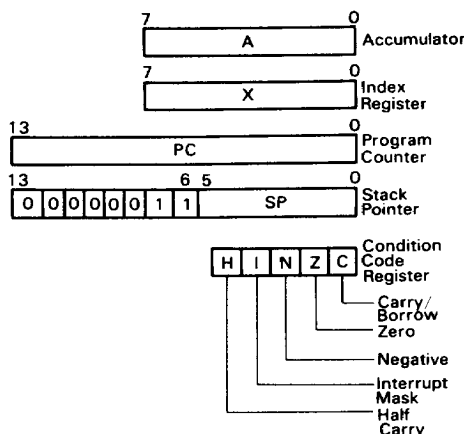 7 0
A Accumulator
7 0
X Index
Register
13 0
PC Program
Counter
13 6 5 0
0 0 0 0 0 0 1 1 SP Stack
Pointer
Condition
H I N Z C Code
Register
Carry/
Borrow
Zero
Negative
Interrupt
Mask
Half
Carry